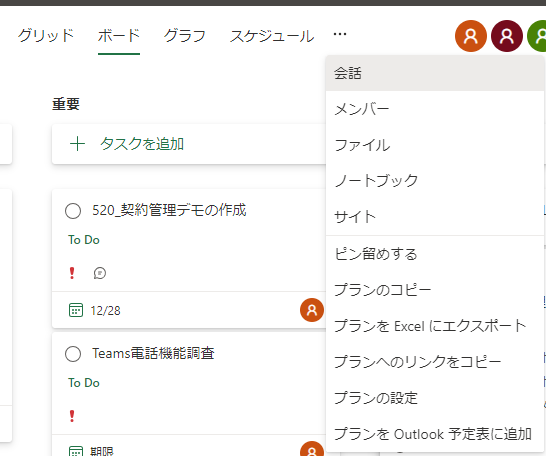 グリッド
ボード
グラフ
スケジュール
...
会話
メンバー
ファイル
ノートブック
サイト
ピン留めする
プランのコピー
プランを Excel にエクスポート
プランへのリンクをコピー
プランの設定
プランを Outlook 予定表に追加
重要
タスクを追加
520_契約管理デモの作成
To Do
12/28
Teams電話機能調査
To Do
期限